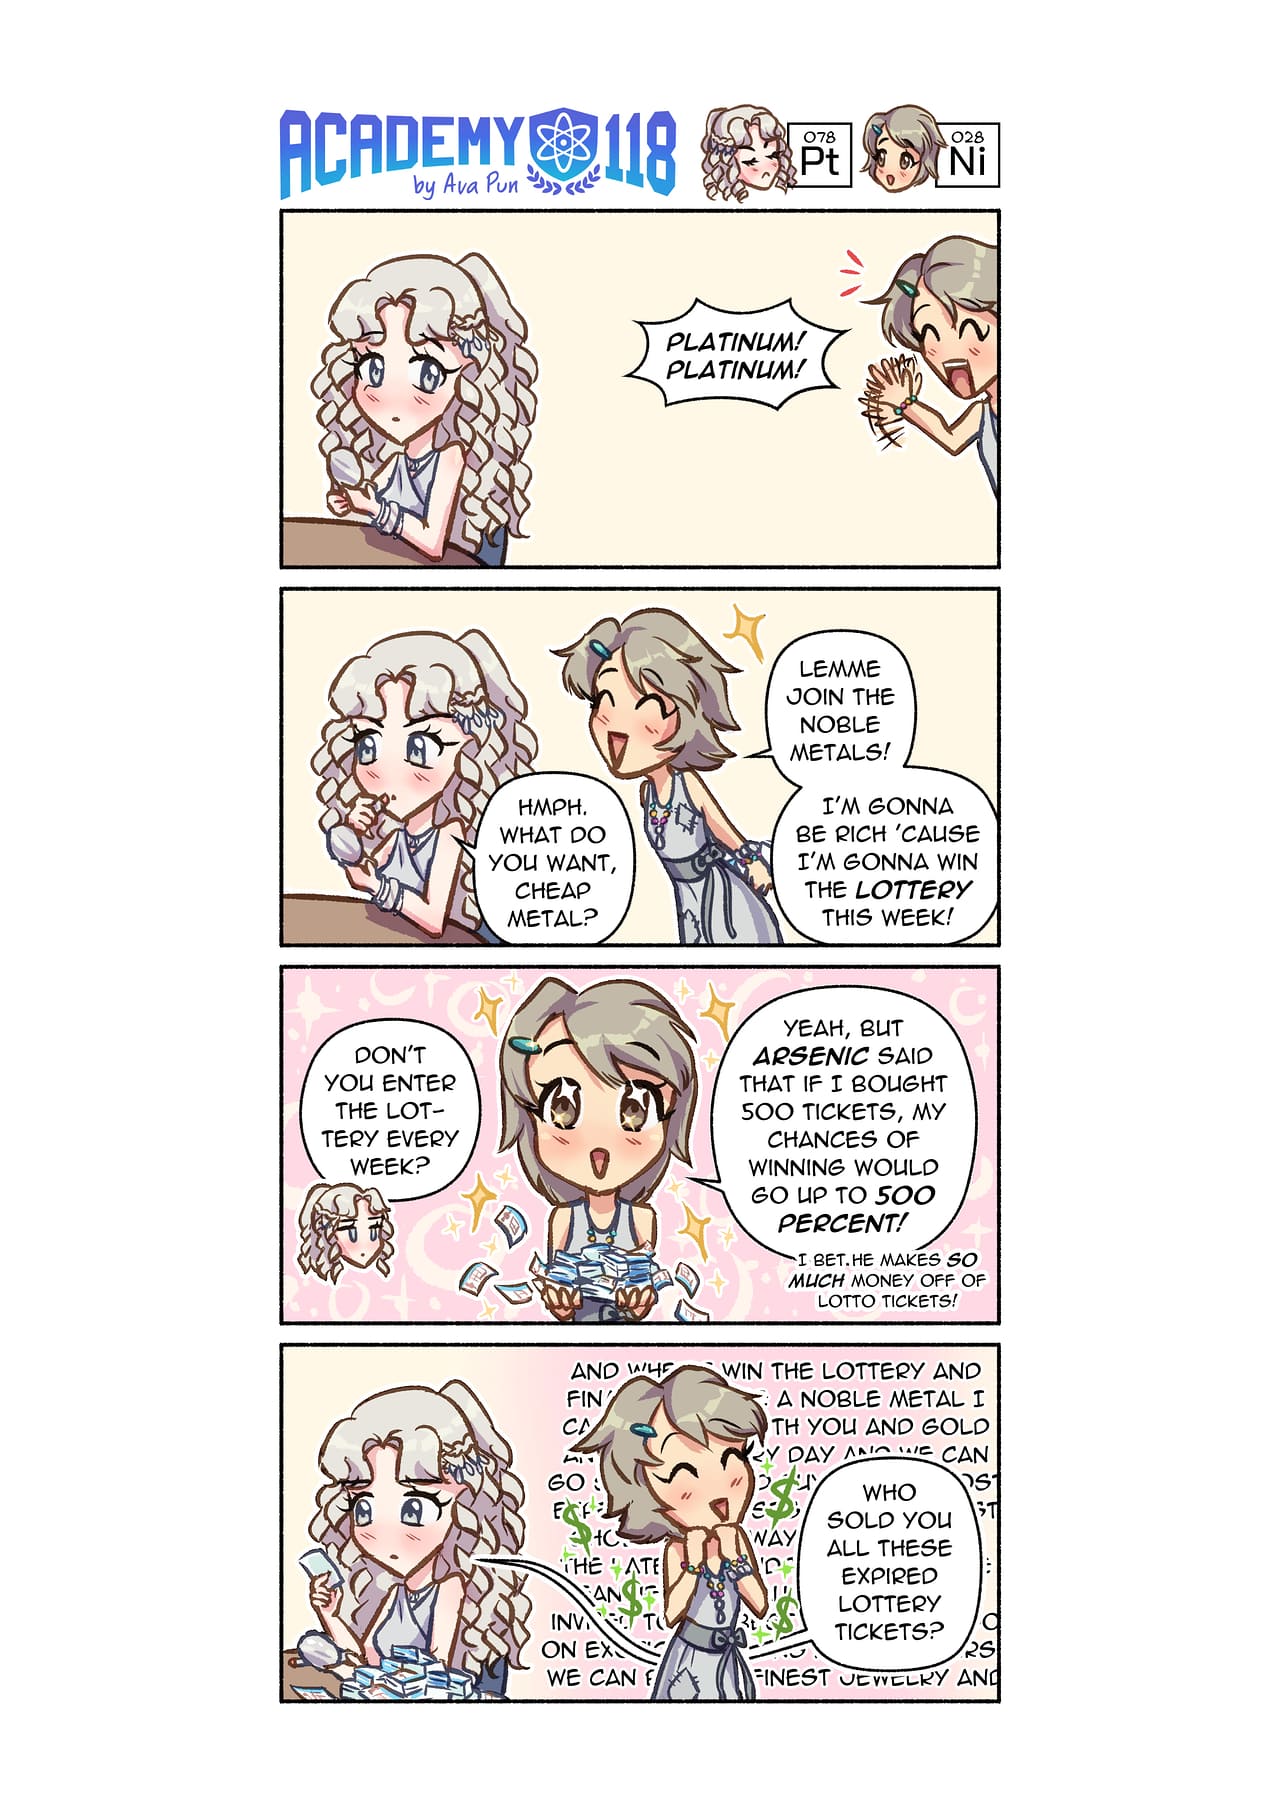 ACADEMY 118
by Ava Pun
078
Pt
028
Ni
PLATINUM!
PLATINUM!
HMPH.
WHAT DO
YOU WANT,
CHEAP
METAL?
LEMME
JOIN THE
NOBLE
METALS!
I'M GONNA
BE RICH 'CAUSE
I'M GONNA WIN
THE LOTTERY
THIS WEEK!
DON'T
YOU ENTER
THE LOT-
TERY EVERY
WEEK?
YEAH, BUT
ARSENIC SAID
THAT IF I BOUGHT
500 TICKETS, MY
CHANCES OF
WINNING WOULD
GO UP TO 500
PERCENT!
I BET HE MAKES SO
MUCH MONEY OFF OF
LOTTO TICKETS!
AND WIN THE LOTTERY AND
A NOBLE METAL I
YOU AND GOLD
DAY AND WE CAN
GO
THE
ON
WE CAN FINEST JEWELRY AND
WHO
SOLD YOU
ALL THESE
EXPIRED
LOTTERY
TICKETS?